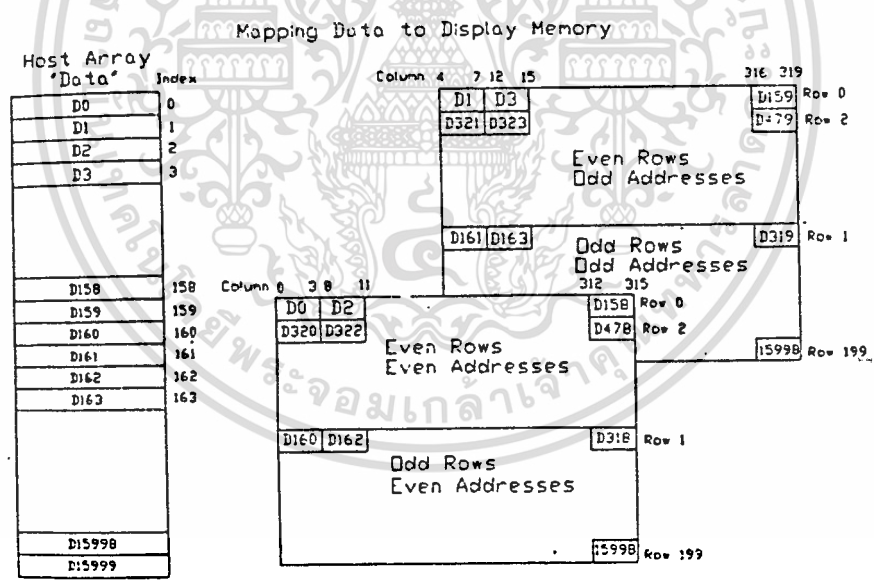 Mapping Data to Display Memory
Host Array
"Data" Index
D0 0
D1 1
D2 2
D3 3
D158 158
D159 159
D160 160
D161 161
D162 162
D163 163
D15998
D15999
Column 4 7 12 15 316 319
D1 D3 D159 Row 0
D321 D323 D479 Row 2
Even Rows
Odd Addresses
D161 D163 D319 Row 1
Odd Rows
Odd Addresses
15998 Row 199
Column 0 3 8 11 312 315
D0 D2 D158 Row 0
D320 D322 D478 Row 2
Even Rows
Even Addresses
D160 D162 D318 Row 1
Odd Rows
Even Addresses
15998 Row 199